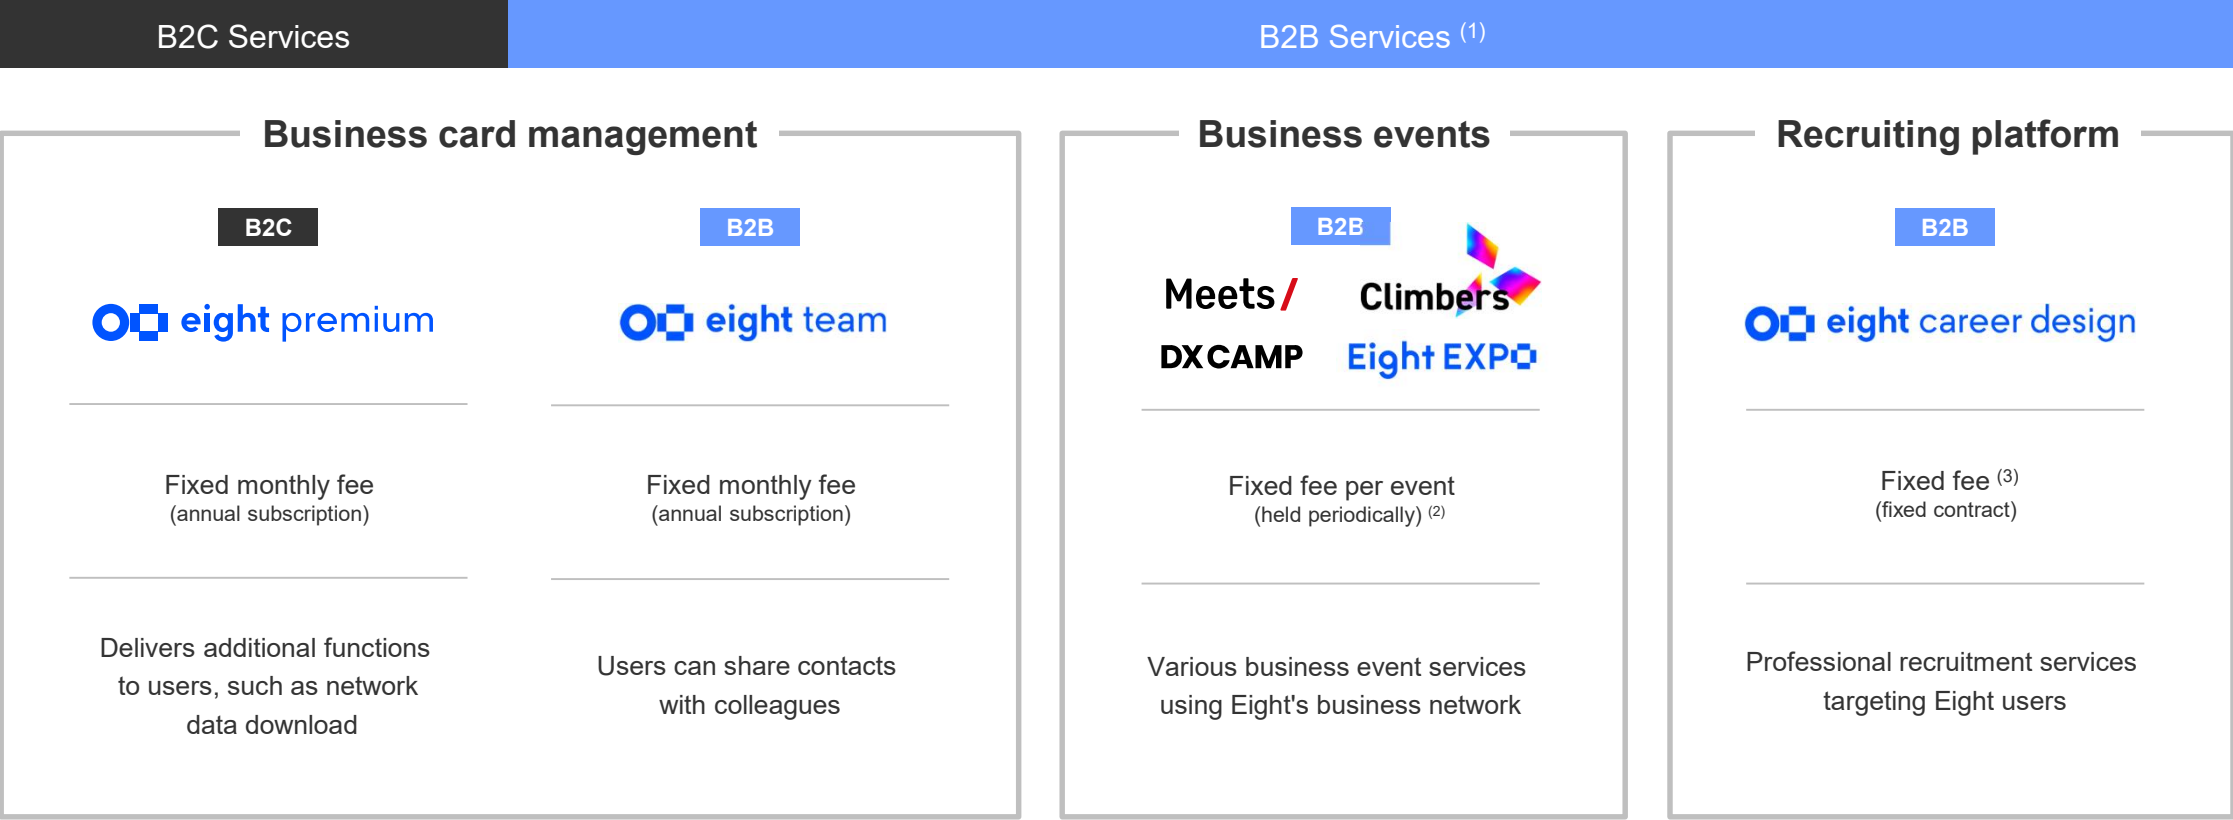 B2C Services
B2B Services (1)
Business card management
B2C
eight premium
Fixed monthly fee
(annual subscription)
Delivers additional functions
to users, such as network
data download
B2B
eight team
Fixed monthly fee
(annual subscription)
Users can share contacts
with colleagues
Business events
B2B
Meets/
Climbers
DX CAMP
Eight EXPO
Fixed fee per event
(held periodically) (2)
Various business event services
using Eight's business network
Recruiting platform
B2B
eight career design
Fixed fee (3)
(fixed contract)
Professional recruitment services
targeting Eight users